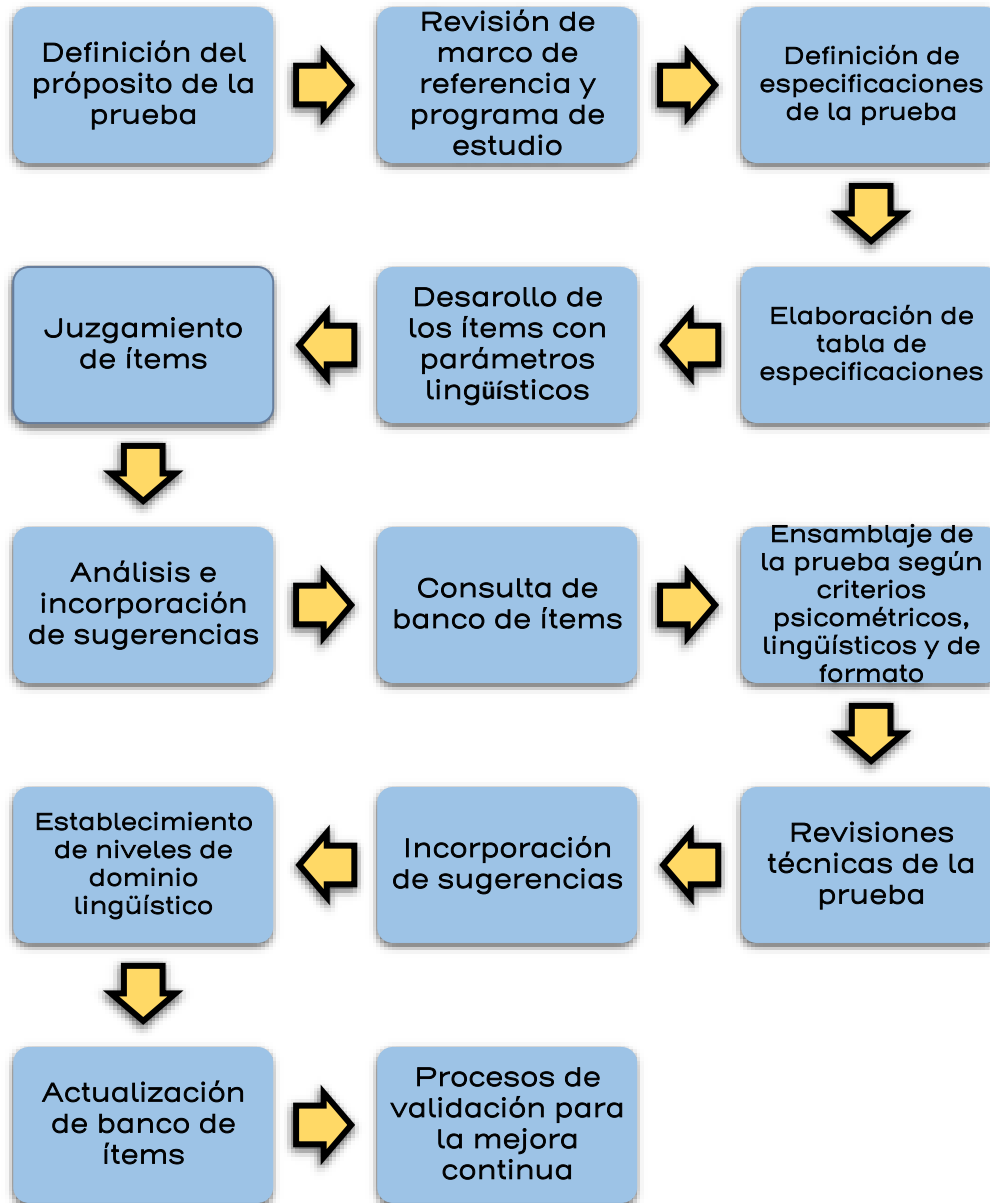 Definición del
próposito de la
prueba
Revisión de
marco de
referencia y
programa de
estudio
Definición de
especificaciones
de la prueba
Elaboración de
tabla de
especificaciones
Desarollo de
los ítems con
parámetros
lingüísticos
Juzgamiento
de ítems
Análisis e
incorporación
de sugerencias
Consulta de
banco de ítems
Ensamblaje de
la prueba según
criterios
psicométricos,
lingüísticos y de
formato
Revisiones
técnicas de la
prueba
Incorporación
de sugerencias
Establecimiento
de niveles de
dominio
lingüístico
Actualización
de banco de
ítems
Procesos de
validación para
la mejora
continua